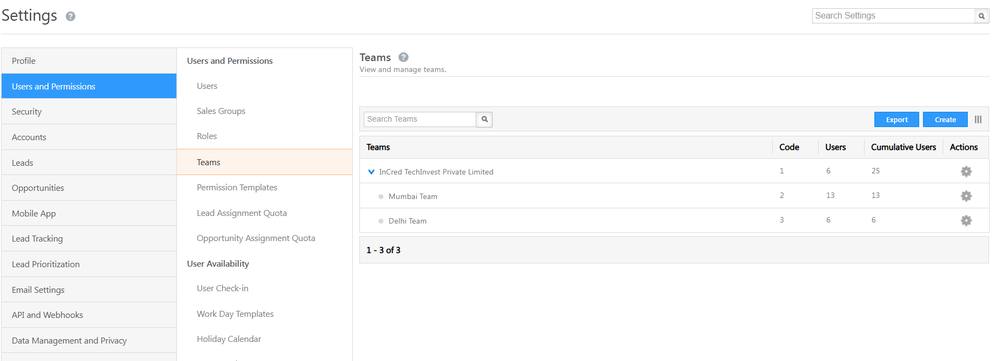 Settings ?
Search Settings
Profile
Users and Permissions
Security
Accounts
Leads
Opportunities
Mobile App
Lead Tracking
Lead Prioritization
Email Settings
API and Webhooks
Data Management and Privacy
Users and Permissions
Users
Sales Groups
Roles
Teams
Permission Templates
Lead Assignment Quota
Opportunity Assignment Quota
User Availability
User Check-in
Work Day Templates
Holiday Calendar
Teams ?
View and manage teams.
Search Teams
Export Create
Teams Code Users Cumulative Users Actions
InCred TechInvest Private Limited 1 6 25
Mumbai Team 2 13 13
Delhi Team 3 6 6
1 - 3 of 3